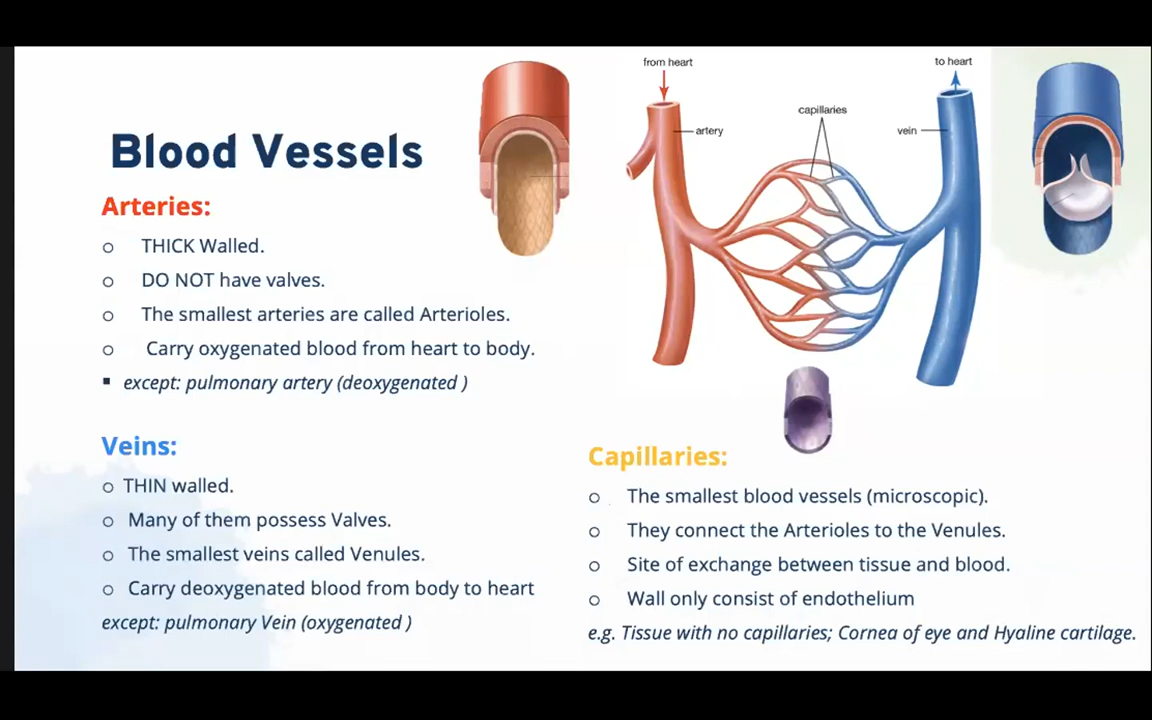 from heart
to heart
capillaries
artery
vein
Blood Vessels
Arteries:
o THICK Walled.
o DO NOT have valves.
o The smallest arteries are called Arterioles.
o Carry oxygenated blood from heart to body.
▪ except: pulmonary artery (deoxygenated )
Veins:
o THIN walled.
o Many of them possess Valves.
o The smallest veins called Venules.
o Carry deoxygenated blood from body to heart
except: pulmonary Vein (oxygenated )
Capillaries:
o The smallest blood vessels (microscopic).
o They connect the Arterioles to the Venules.
o Site of exchange between tissue and blood.
o Wall only consist of endothelium
e.g. Tissue with no capillaries; Cornea of eye and Hyaline cartilage.